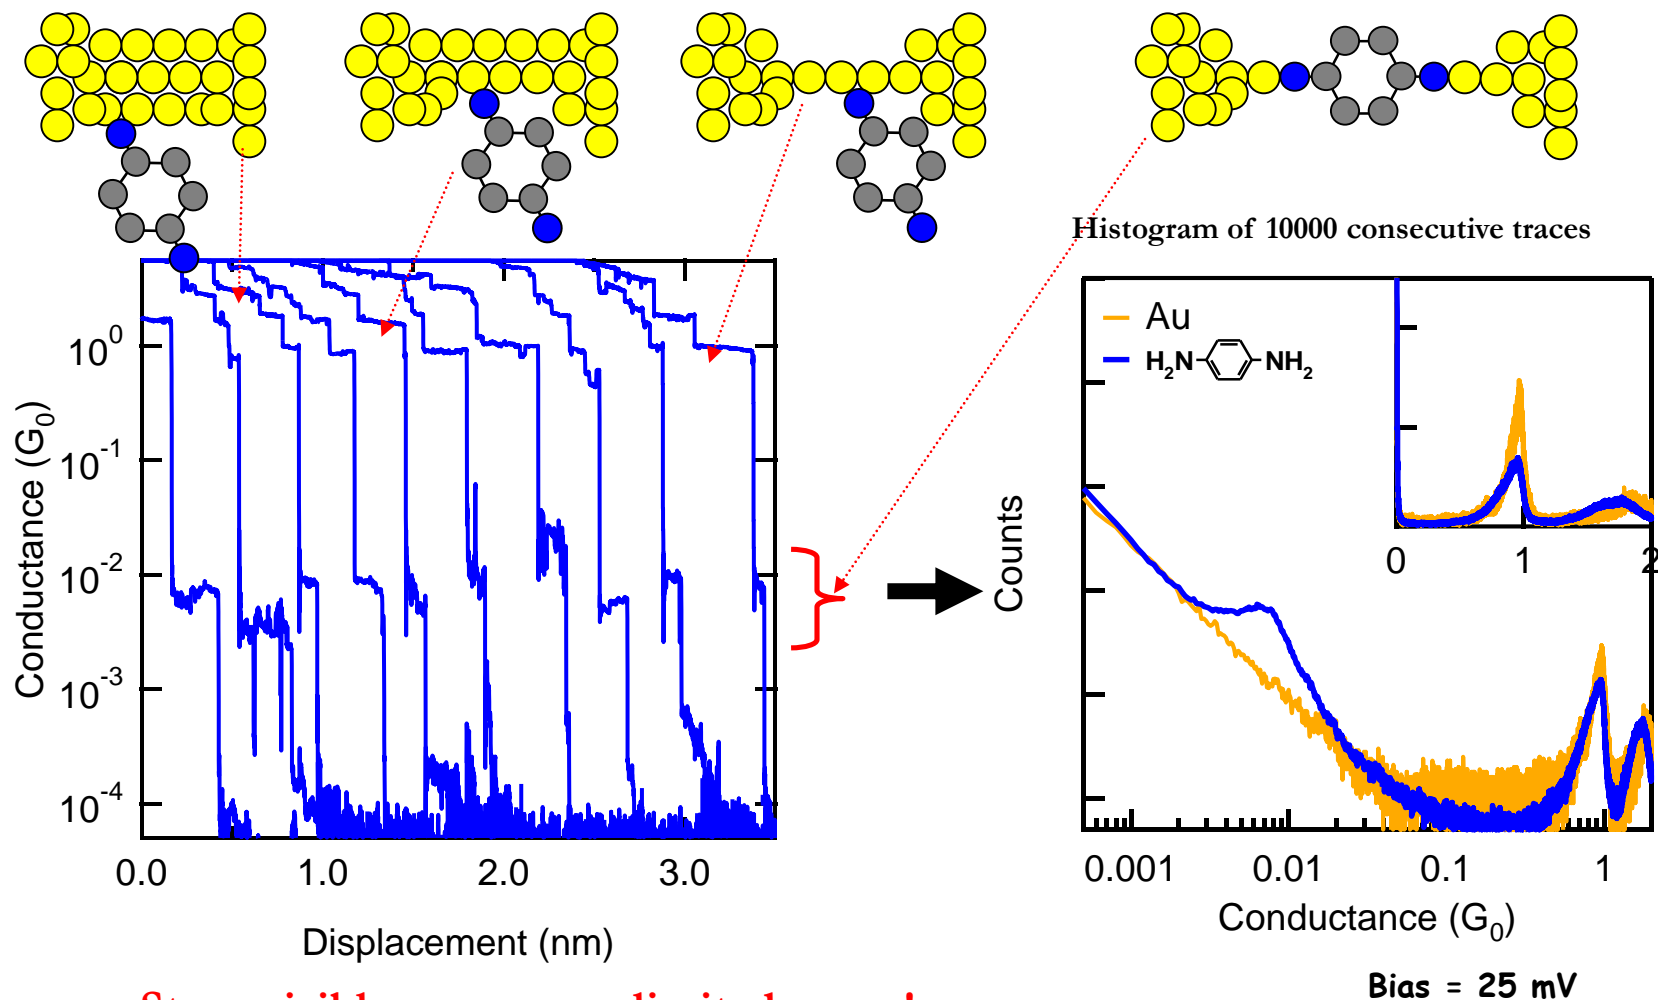 Histogram of 10000 consecutive traces
Conductance (G0)
10^0
10^-1
10^-2
10^-3
10^-4
0.0 1.0 2.0 3.0
Displacement (nm)
Counts
Au
H2N NH2
0 1 2
0.001 0.01 0.1 1
Conductance (G0)
Bias = 25 mV